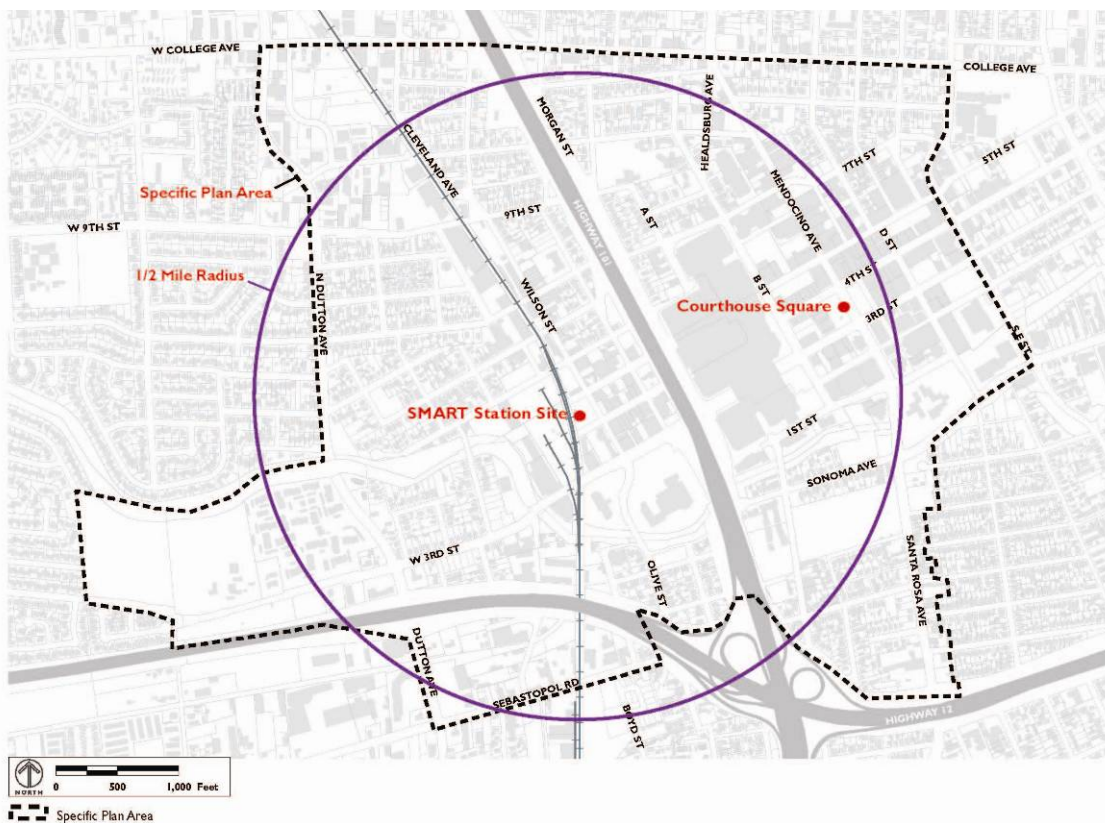 W COLLEGE AVE
COLLEGE AVE
MORGAN ST
HEALDSBURG AVE
CLEVELAND AVE
7TH ST
5TH ST
Specific Plan Area
MENDOCINO AVE
9TH ST
A ST
W 9TH ST
HIGHWAY 101
D ST
1/2 Mile Radius
N DUTTON AVE
WILSON ST
B ST
4TH S
Courthouse Square
3RD ST
S E ST
SMART Station Site
1ST ST
SONOMA AVE
W 3RD ST
OLIVE ST
SANTA ROSA AVE
DUTTON AVE
SEBASTOPOL RD
BOYD ST
HIGHWAY 12
NORTH
0 500 1,000 Feet
Specific Plan Area